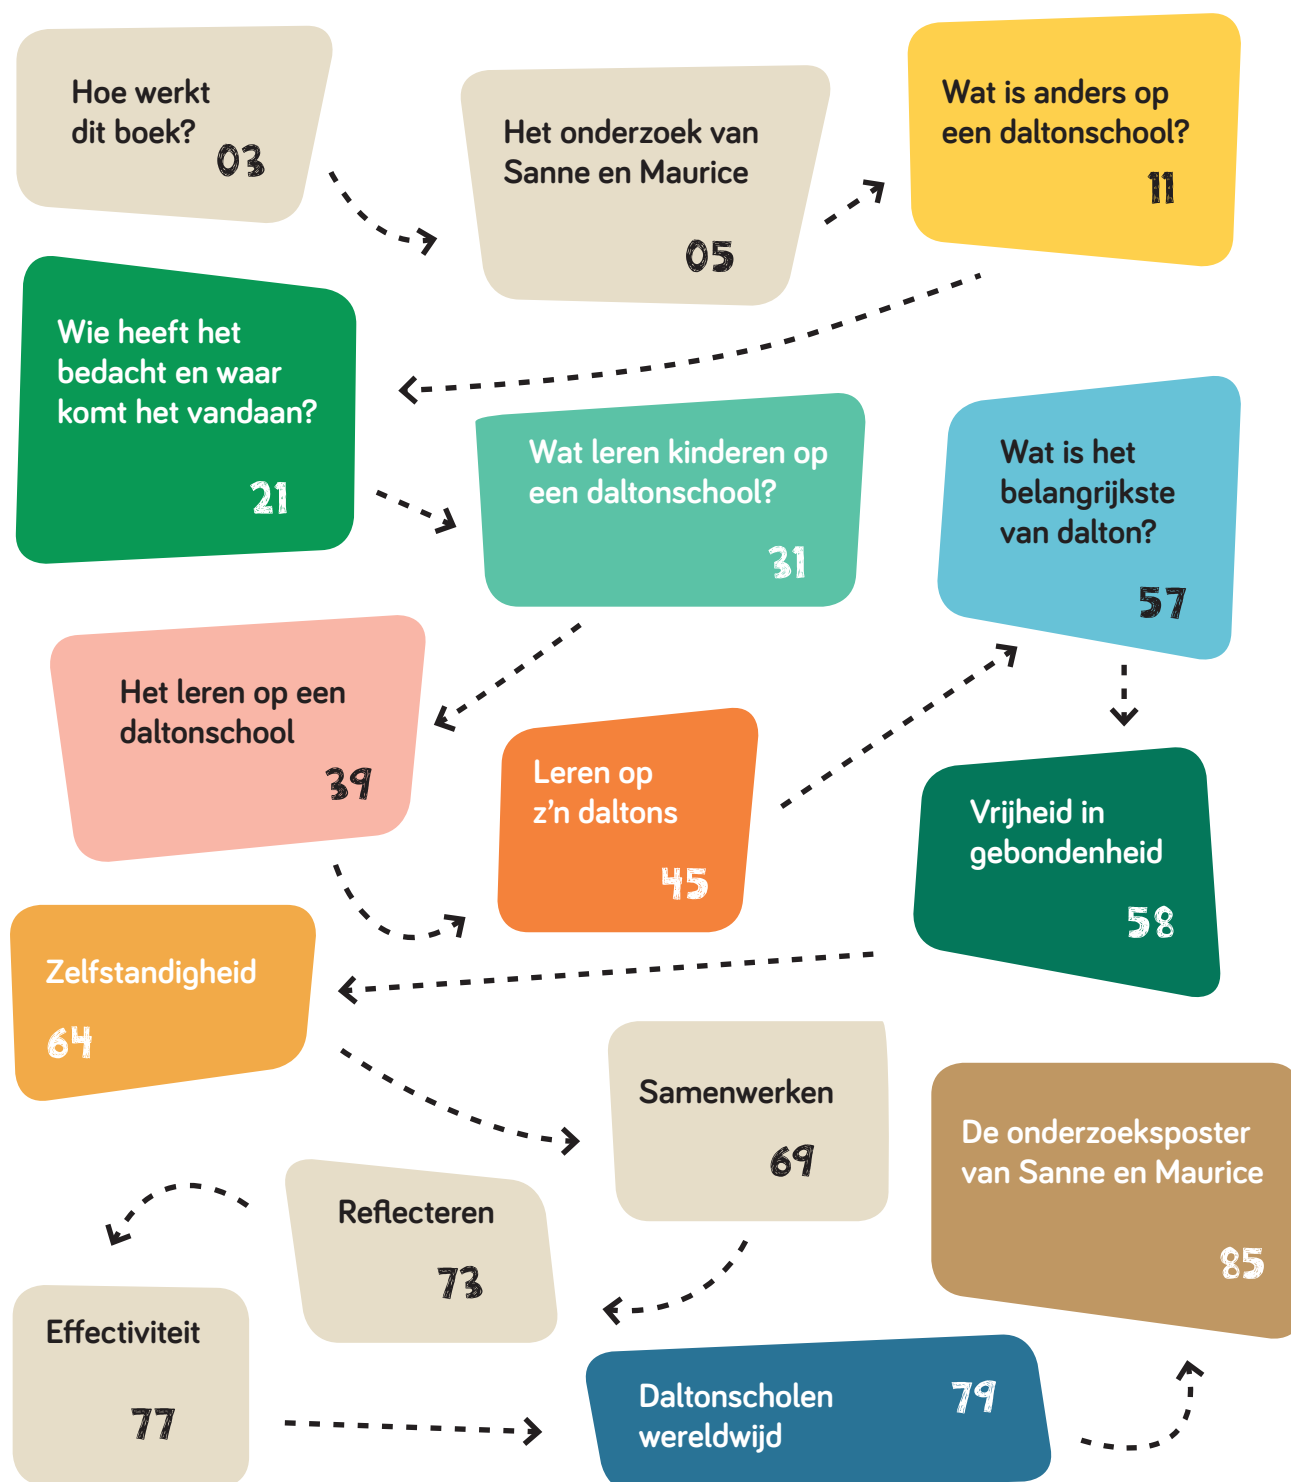 Hoe werkt
dit boek?
03
Het onderzoek van
Sanne en Maurice
05
Wat is anders op
een daltonschool?
11
Wie heeft het
bedacht en waar
komt het vandaan?
21
Wat leren kinderen op
een daltonschool?
31
Het leren op een
daltonschool
39
Leren op
z’n daltons
45
Wat is het
belangrijkste
van dalton?
57
Vrijheid in
gebondenheid
58
Zelfstandigheid
64
Samenwerken
69
Reflecteren
73
Effectiviteit
77
Daltonscholen
wereldwijd
79
De onderzoeksposter
van Sanne en Maurice
85